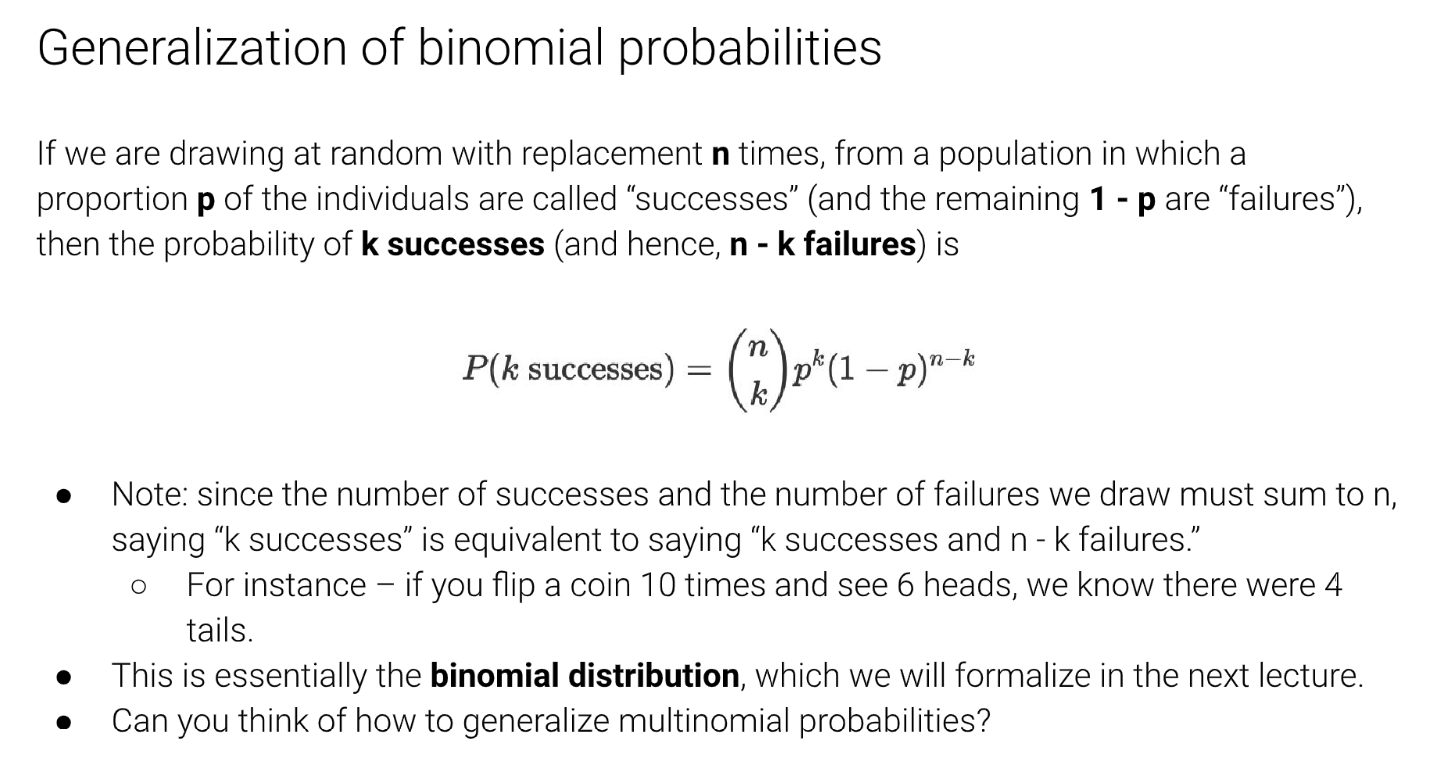 Generalization of binomial probabilities
If we are drawing at random with replacement n times, from a population in which a
proportion p of the individuals are called “successes” (and the remaining 1 - p are “failures”),
then the probability of k successes (and hence, n - k failures) is
P(k successes) = \binom{n}{k} p^k (1 − p)^{n−k}
● Note: since the number of successes and the number of failures we draw must sum to n,
saying “k successes” is equivalent to saying “k successes and n - k failures.”
○ For instance – if you flip a coin 10 times and see 6 heads, we know there were 4
tails.
● This is essentially the binomial distribution, which we will formalize in the next lecture.
● Can you think of how to generalize multinomial probabilities?